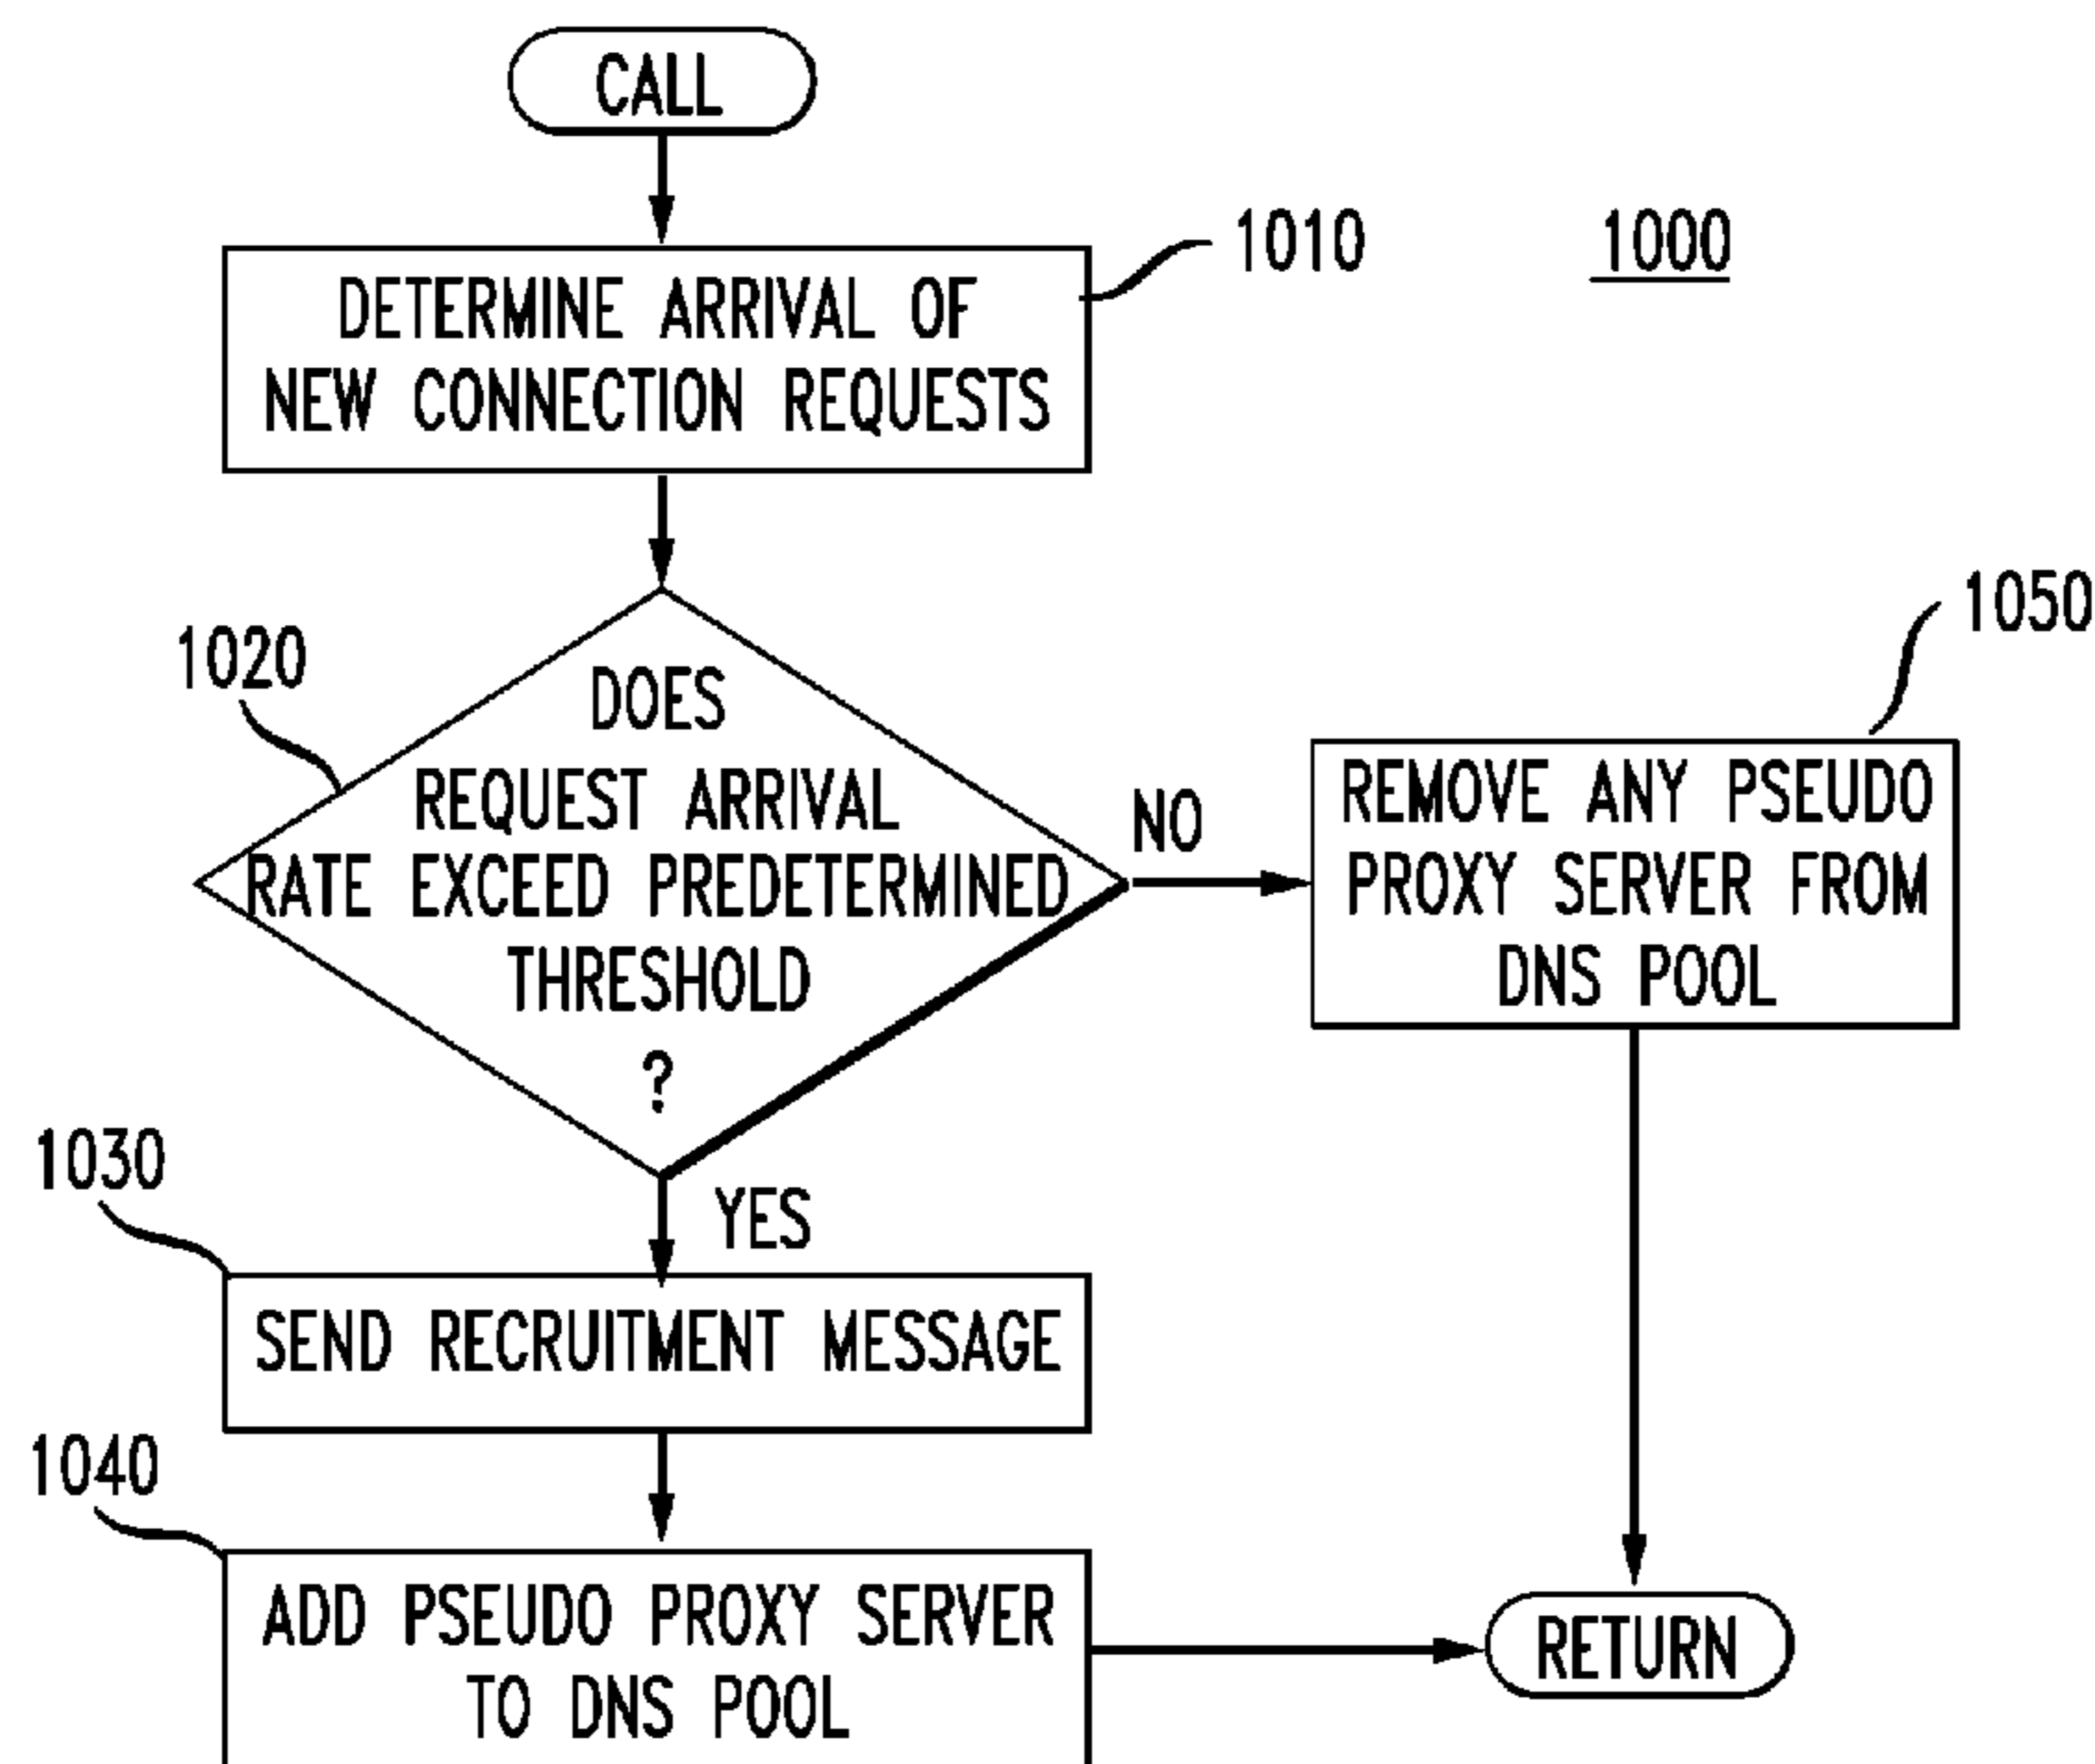 CALL
1010
1000
DETERMINE ARRIVAL OF
NEW CONNECTION REQUESTS
1020
DOES
REQUEST ARRIVAL
RATE EXCEED PREDETERMINED
THRESHOLD
?
NO
1050
REMOVE ANY PSEUDO
PROXY SERVER FROM
DNS POOL
YES
1030
SEND RECRUITMENT MESSAGE
1040
ADD PSEUDO PROXY SERVER
TO DNS POOL
RETURN